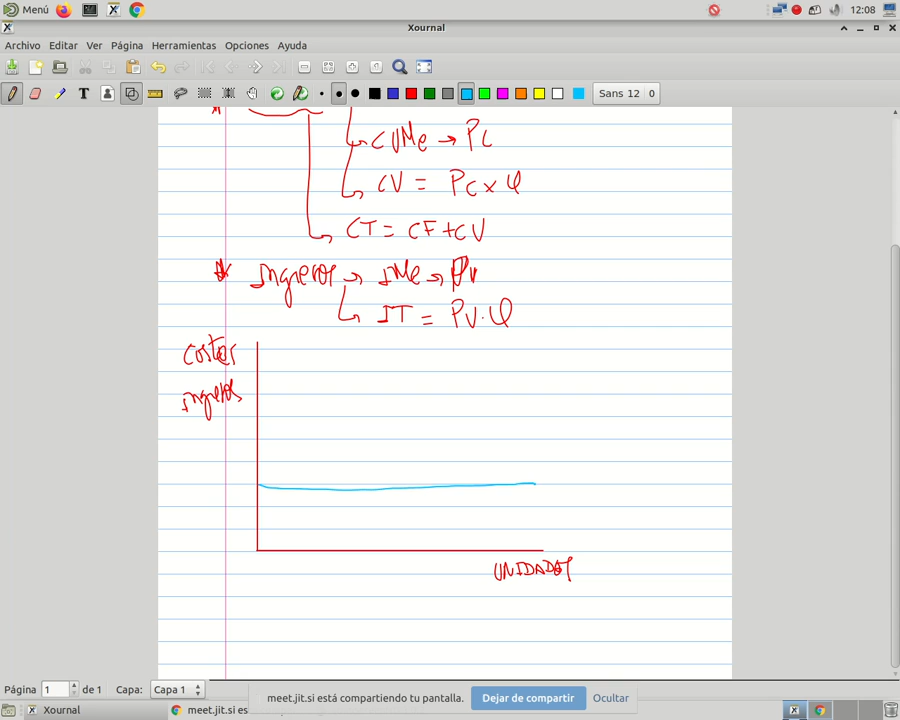 Menú 12:08
Xournal
Archivo Editar Ver Página Herramientas Opciones Ayuda
T Sans 12 0
CVMe → PC
CV = PC x Q
CT = CF + CV
* Ingresos → IMe → PV
IT = PV · Q
costes
ingresos
UNIDADES
Página 1 de 1 Capa: Capa 1
meet.jit.si está compartiendo tu pantalla. Dejar de compartir Ocultar
Xournal meet.jit.si es